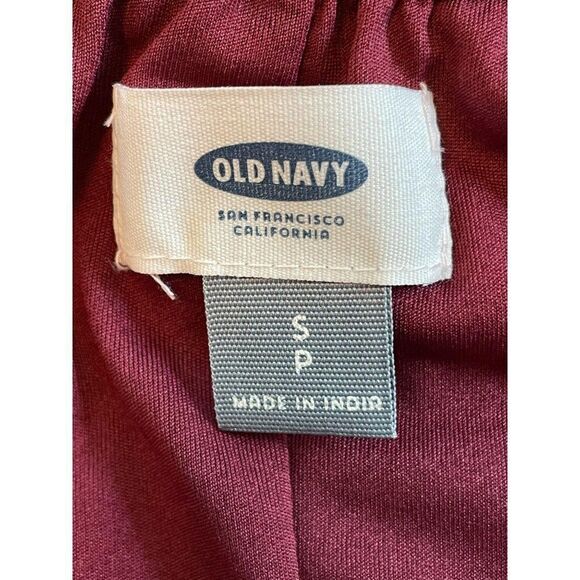 OLD NAVY
SAN FRANCISCO
CALIFORNIA
S
P
MADE IN INDIA